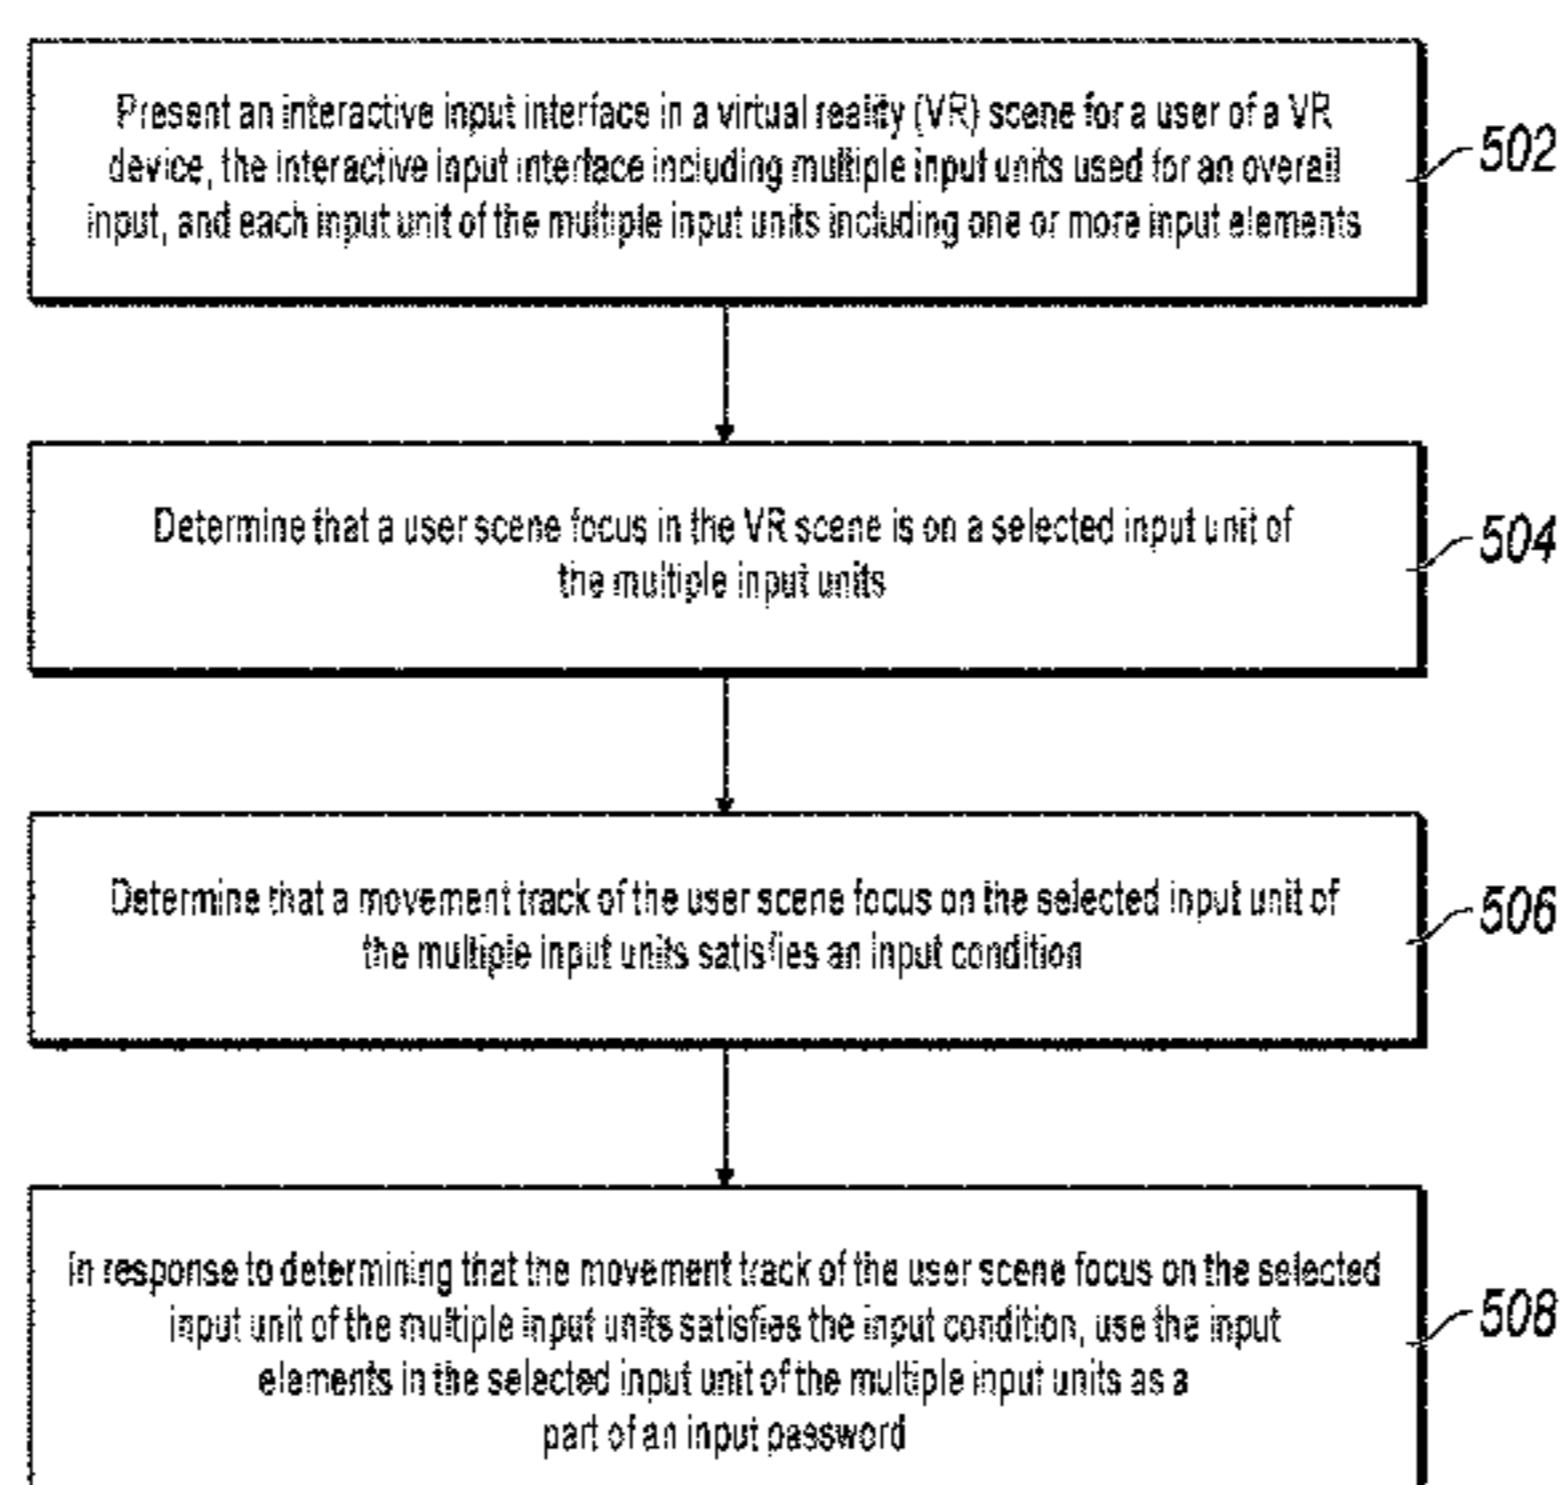 Present an interactive input interface in a virtual reality (VR) scene for a user of a VR
device, the interactive input interface including multiple input units used for an overall
input, and each input unit of the multiple input units including one or more input elements
502
Determine that a user scene focus in the VR scene is on a selected input unit of
the multiple input units
504
Determine that a movement track of the user scene focus on the selected input unit of
the multiple input units satisfies an input condition
506
In response to determining that the movement track of the user scene focus on the selected
input unit of the multiple input units satisfies the input condition, use the input
elements in the selected input unit of the multiple input units as a
part of an input password
508